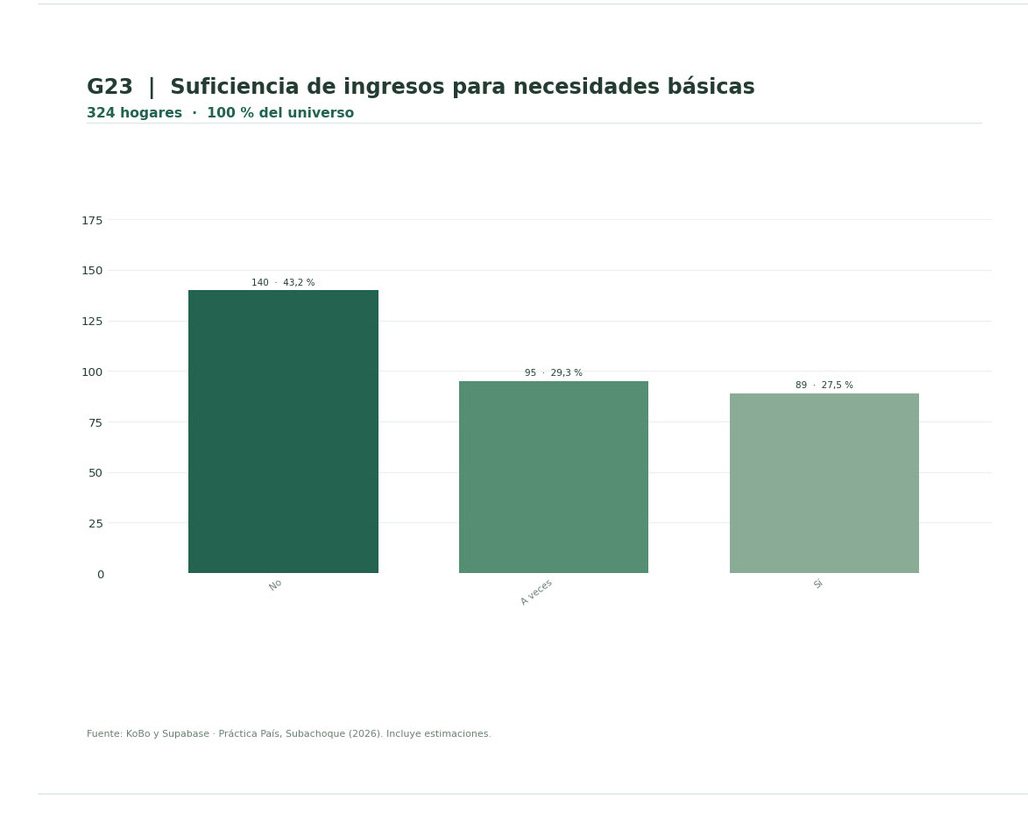 G23 | Suficiencia de ingresos para necesidades básicas
324 hogares · 100 % del universo
175
150
125
100
75
50
25
0
140 · 43,2 %
95 · 29,3 %
89 · 27,5 %
No
A veces
Sí
Fuente: KoBo y Supabase · Práctica País, Subachoque (2026). Incluye estimaciones.